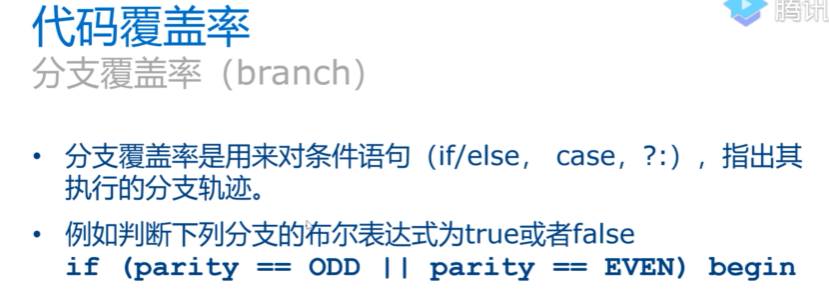 腾讯
代码覆盖率
分支覆盖率（branch）
• 分支覆盖率是用来对条件语句（if/else， case，?:），指出其
执行的分支轨迹。
• 例如判断下列分支的布尔表达式为true或者false
if (parity == ODD || parity == EVEN) begin